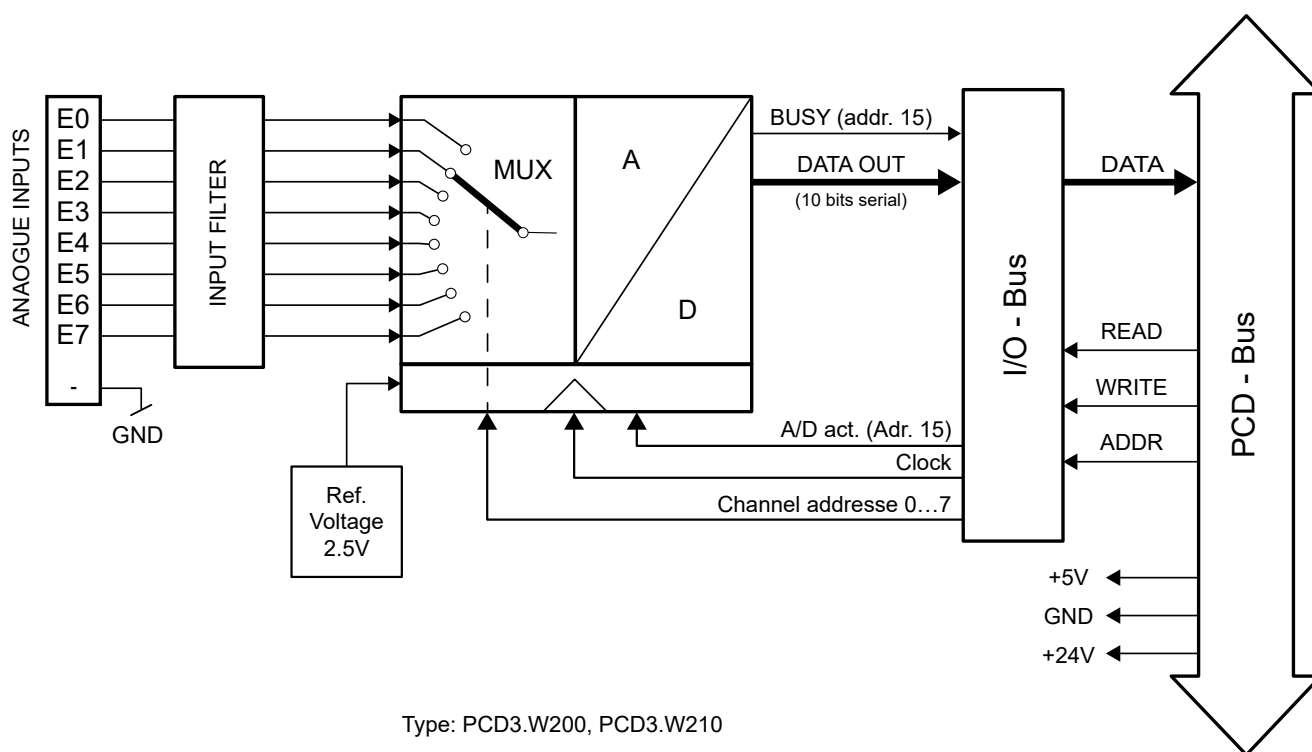 ANAOGUE INPUTS
E0
E1
E2
E3
E4
E5
E6
E7
-
GND
INPUT FILTER
MUX
A
D
Ref.
Voltage
2.5V
BUSY (addr. 15)
DATA OUT
(10 bits serial)
A/D act. (Adr. 15)
Clock
Channel addresse 0…7
I/O - Bus
DATA
READ
WRITE
ADDR
+5V
GND
+24V
PCD - Bus
Type: PCD3.W200, PCD3.W210